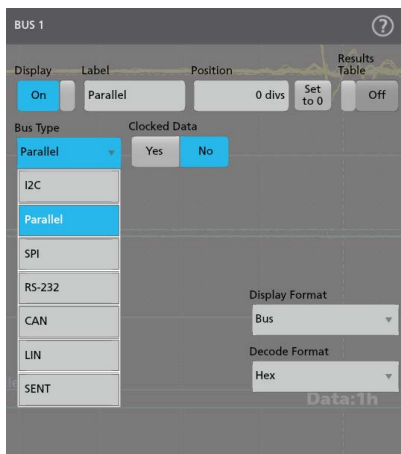 BUS 1
?
Display Label Position Results Table
On Parallel 0 divs Set to 0 Off
Bus Type Clocked Data
Parallel Yes No
I2C
Parallel
SPI
RS-232
CAN
LIN
SENT
Display Format
Bus
Decode Format
Hex
Data:1h